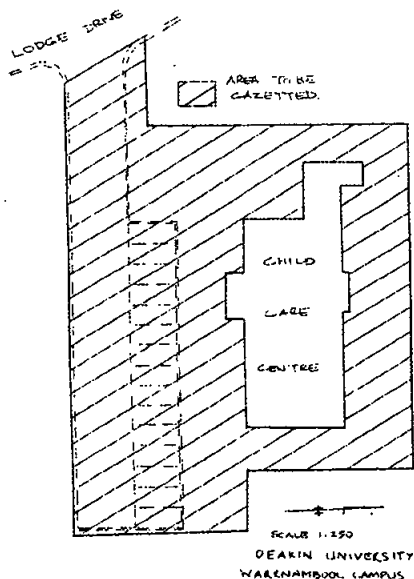 LODGE DRIVE
AREA TO BE
GAZETTED.
CHILD
CARE
CENTRE
SCALE 1:250
DEAKIN UNIVERSITY
WARRNAMBOOL CAMPUS